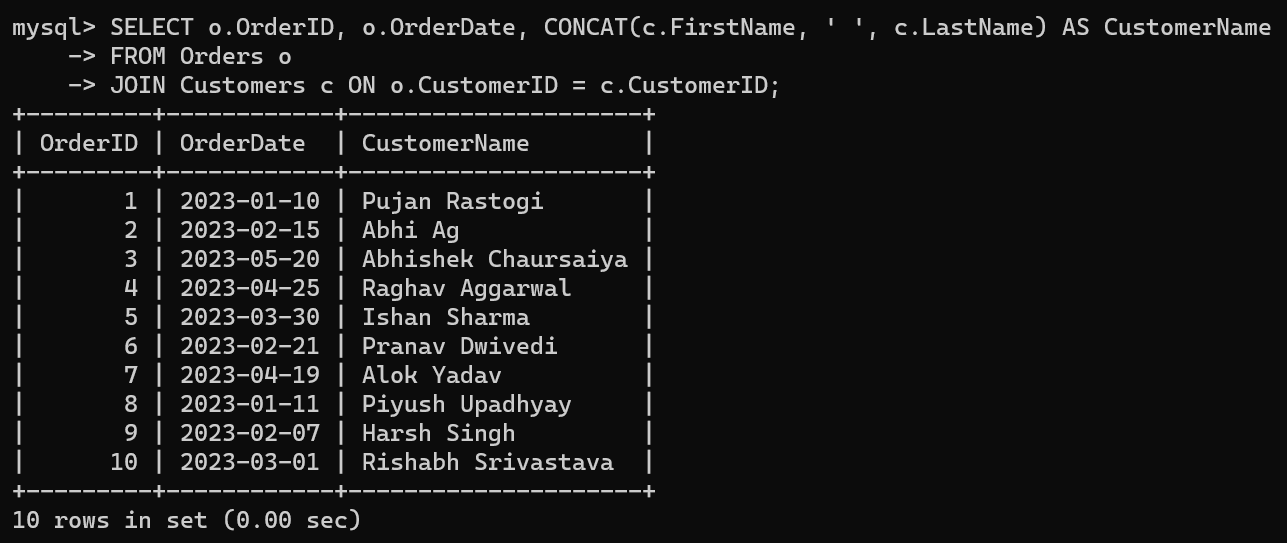 mysql> SELECT o.OrderID, o.OrderDate, CONCAT(c.FirstName, ' ', c.LastName) AS CustomerName
    -> FROM Orders o
    -> JOIN Customers c ON o.CustomerID = c.CustomerID;
+---------+------------+---------------------+
| OrderID | OrderDate  | CustomerName        |
+---------+------------+---------------------+
|       1 | 2023-01-10 | Pujan Rastogi       |
|       2 | 2023-02-15 | Abhi Ag             |
|       3 | 2023-05-20 | Abhishek Chaursaiya |
|       4 | 2023-04-25 | Raghav Aggarwal     |
|       5 | 2023-03-30 | Ishan Sharma        |
|       6 | 2023-02-21 | Pranav Dwivedi      |
|       7 | 2023-04-19 | Alok Yadav          |
|       8 | 2023-01-11 | Piyush Upadhyay     |
|       9 | 2023-02-07 | Harsh Singh         |
|      10 | 2023-03-01 | Rishabh Srivastava  |
+---------+------------+---------------------+
10 rows in set (0.00 sec)